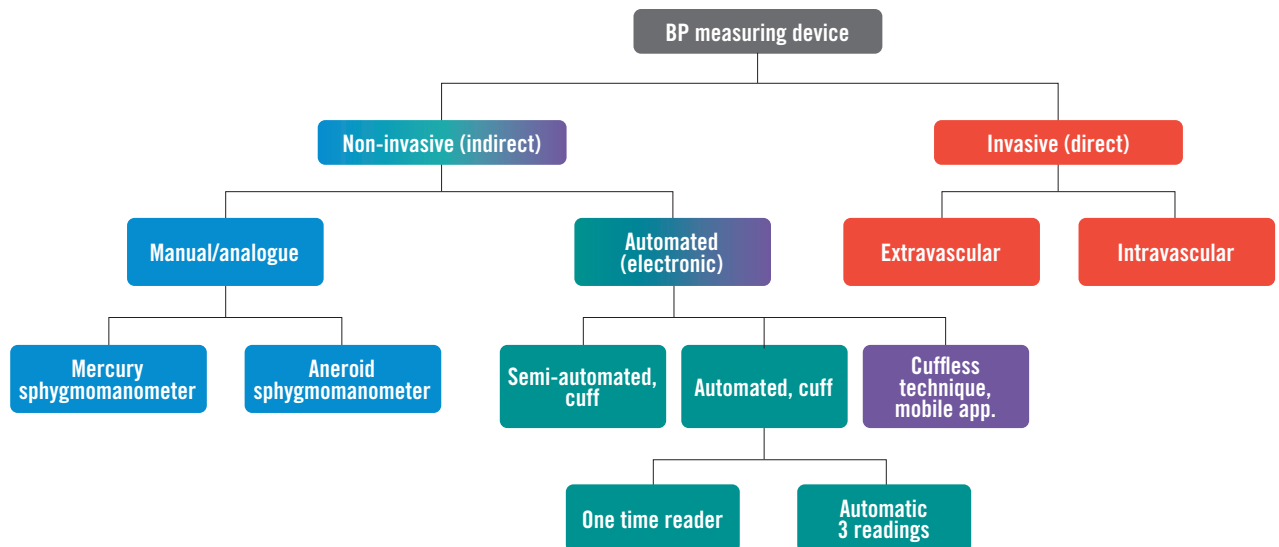 BP measuring device
Non-invasive (indirect)
Invasive (direct)
Manual/analogue
Automated
(electronic)
Extravascular
Intravascular
Mercury
sphygmomanometer
Aneroid
sphygmomanometer
Semi-automated,
cuff
Automated, cuff
Cuffless
technique,
mobile app.
One time reader
Automatic
3 readings